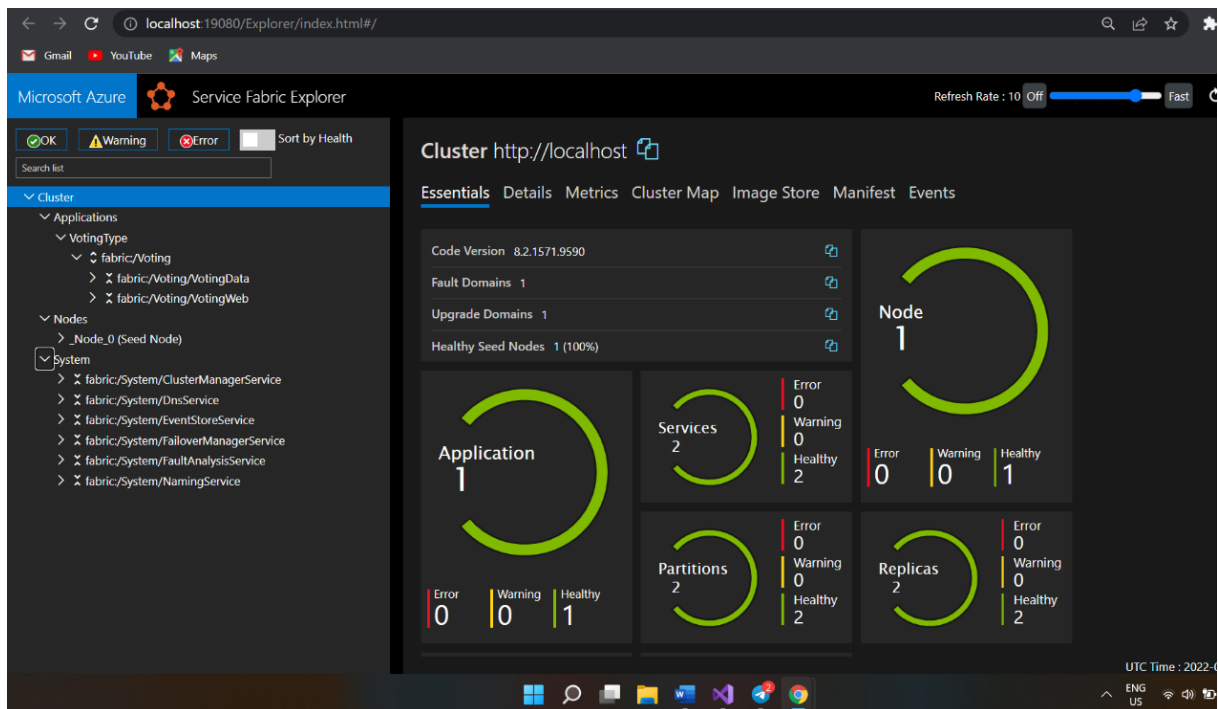 localhost:19080/Explorer/index.html#/
Gmail YouTube Maps
Microsoft Azure Service Fabric Explorer Refresh Rate : 10 Off Fast
OK Warning Error Sort by Health
Search list
Cluster
Applications
VotingType
fabric:/Voting
fabric:/Voting/VotingData
fabric:/Voting/VotingWeb
Nodes
_Node_0 (Seed Node)
System
fabric:/System/ClusterManagerService
fabric:/System/DnsService
fabric:/System/EventStoreService
fabric:/System/FailoverManagerService
fabric:/System/FaultAnalysisService
fabric:/System/NamingService
Cluster http://localhost
Essentials Details Metrics Cluster Map Image Store Manifest Events
Code Version 8.2.1571.9590
Fault Domains 1
Upgrade Domains 1
Healthy Seed Nodes 1 (100%)
Node
1
Error Warning Healthy
0 0 1
Application
1
Error Warning Healthy
0 0 1
Services
2
Error
0
Warning
0
Healthy
2
Partitions
2
Error
0
Warning
0
Healthy
2
Replicas
2
Error
0
Warning
0
Healthy
2
UTC Time : 2022-0
2
ENG
US